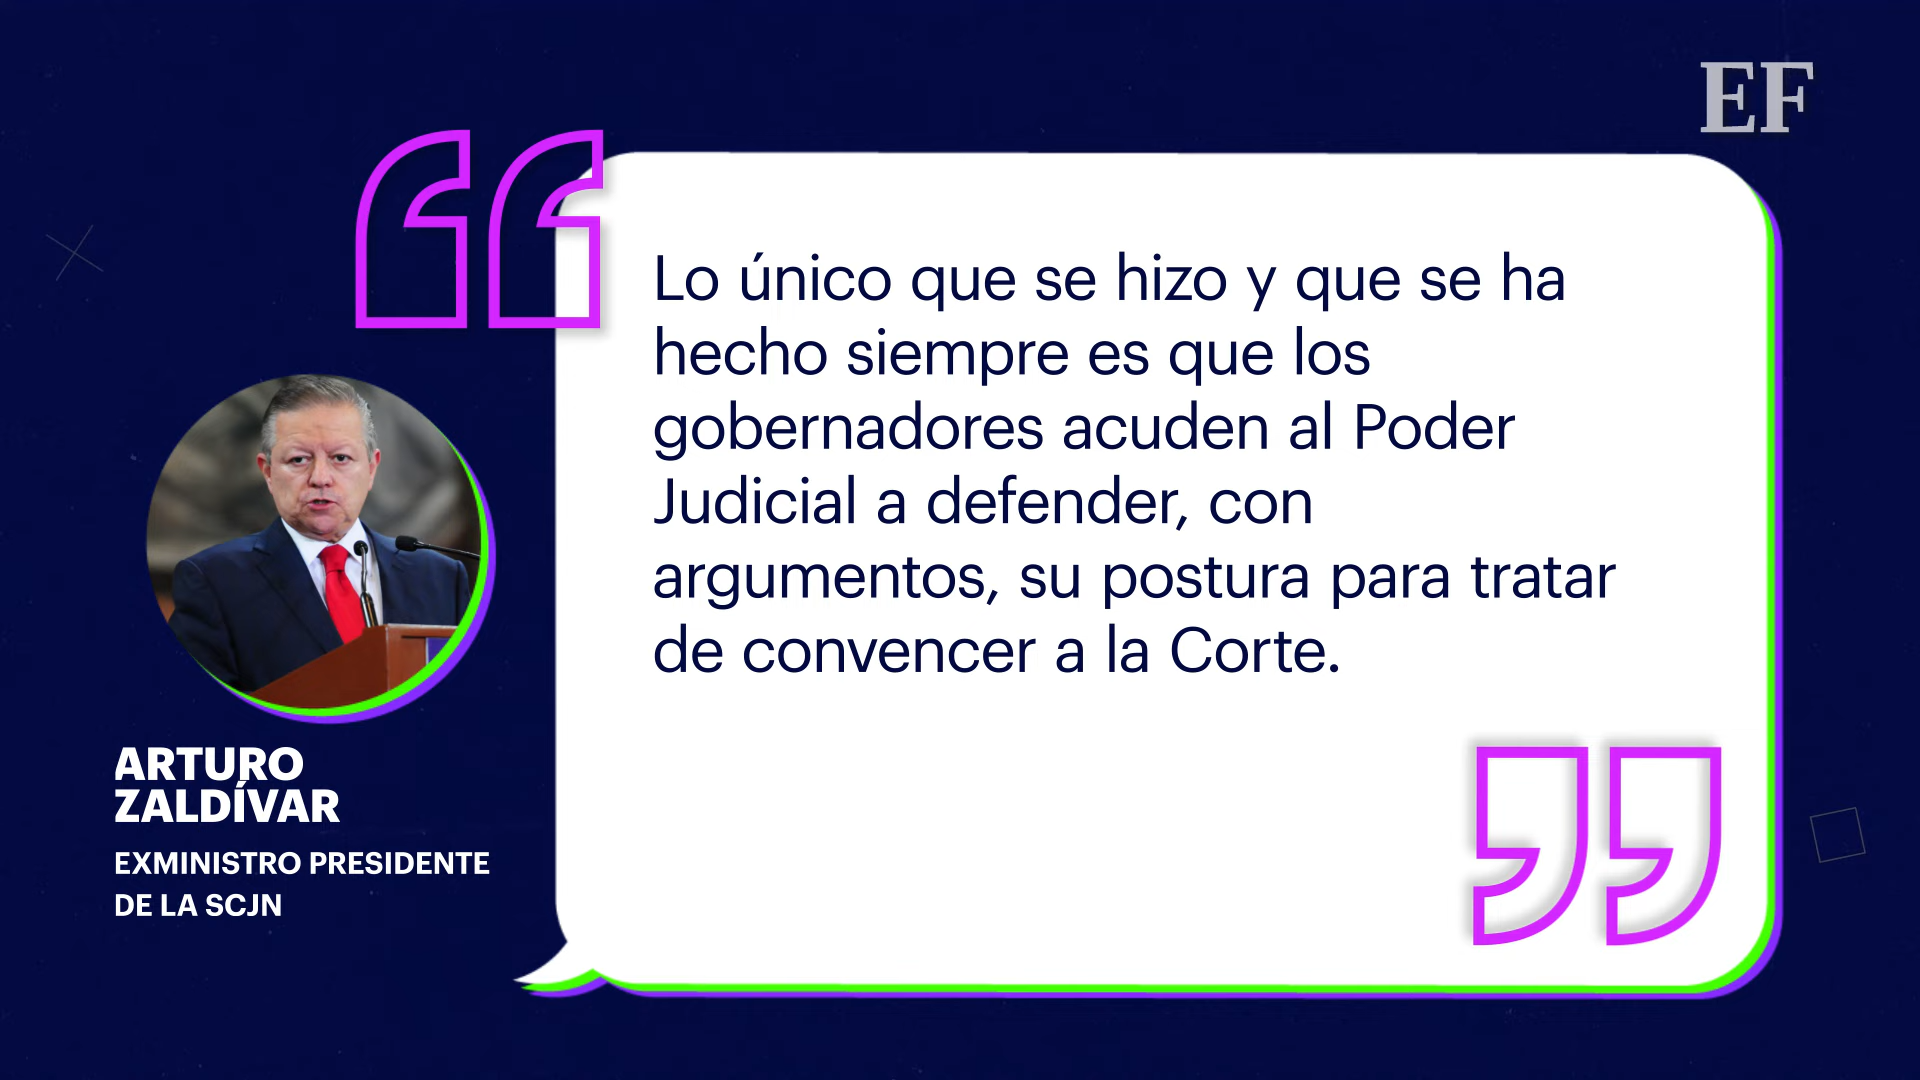 EF
Lo único que se hizo y que se ha
hecho siempre es que los
gobernadores acuden al Poder
Judicial a defender, con
argumentos, su postura para tratar
de convencer a la Corte.
ARTURO
ZALDÍVAR
EXMINISTRO PRESIDENTE
DE LA SCJN